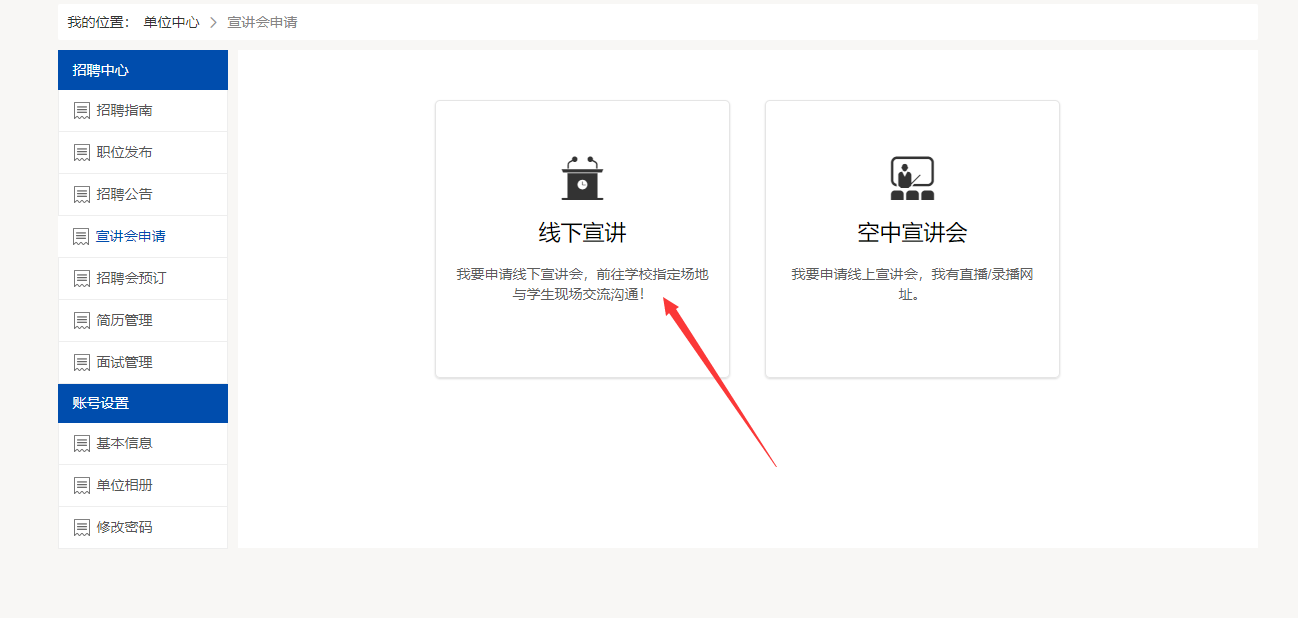 我的位置： 单位中心 > 宣讲会申请
招聘中心
招聘指南
职位发布
招聘公告
宣讲会申请
招聘会预订
简历管理
面试管理
账号设置
基本信息
单位相册
修改密码
线下宣讲
我要申请线下宣讲会，前往学校指定场地
与学生现场交流沟通！
空中宣讲会
我要申请线上宣讲会，我有直播/录播网
址。